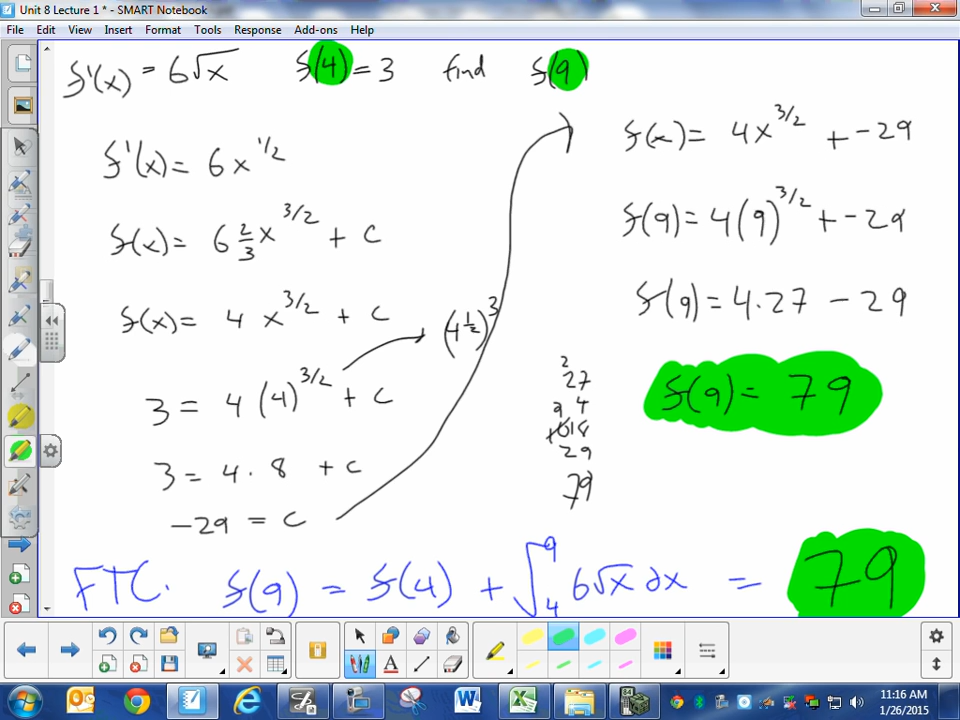 Unit 8 Lecture 1 * - SMART Notebook
File Edit View Insert Format Tools Response Add-ons Help
f'(x) = 6√x f(4) = 3 find f(9)
f'(x) = 6x^1/2
f(x) = 6 2/3 x^3/2 + c
f(x) = 4 x^3/2 + c
(4^1/2)^3
3 = 4 (4)^3/2 + c
3 = 4 · 8 + c
-29 = c
f(x) = 4x^3/2 + -29
f(9) = 4(9)^3/2 + -29
f(9) = 4·27 - 29
f(9) = 79
2
27
4
29
79
FTC. f(9) = f(4) + ∫₄⁹ 6√x dx = 79
A
11:16 AM
1/26/2015